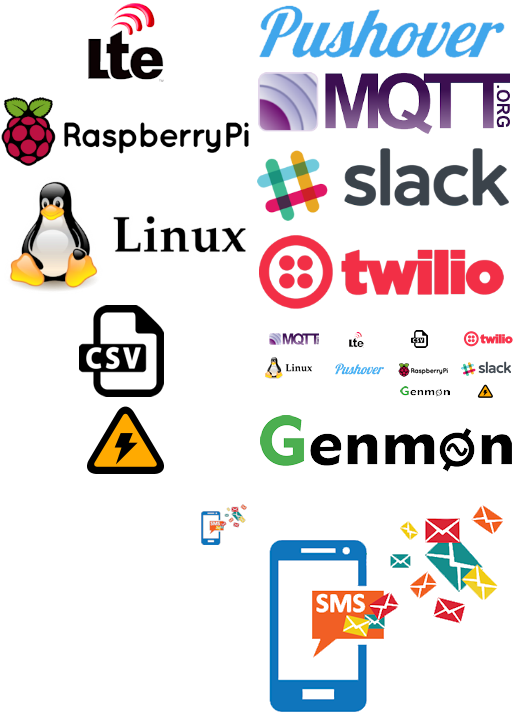 Lte
Pushover
MQTT.ORG
RaspberryPi
slack
Linux
twilio
CSV
MQTT
Lte
CSV
twilio
Linux
Pushover
RaspberryPi
slack
Genmon
Genmon
SMS
SMS